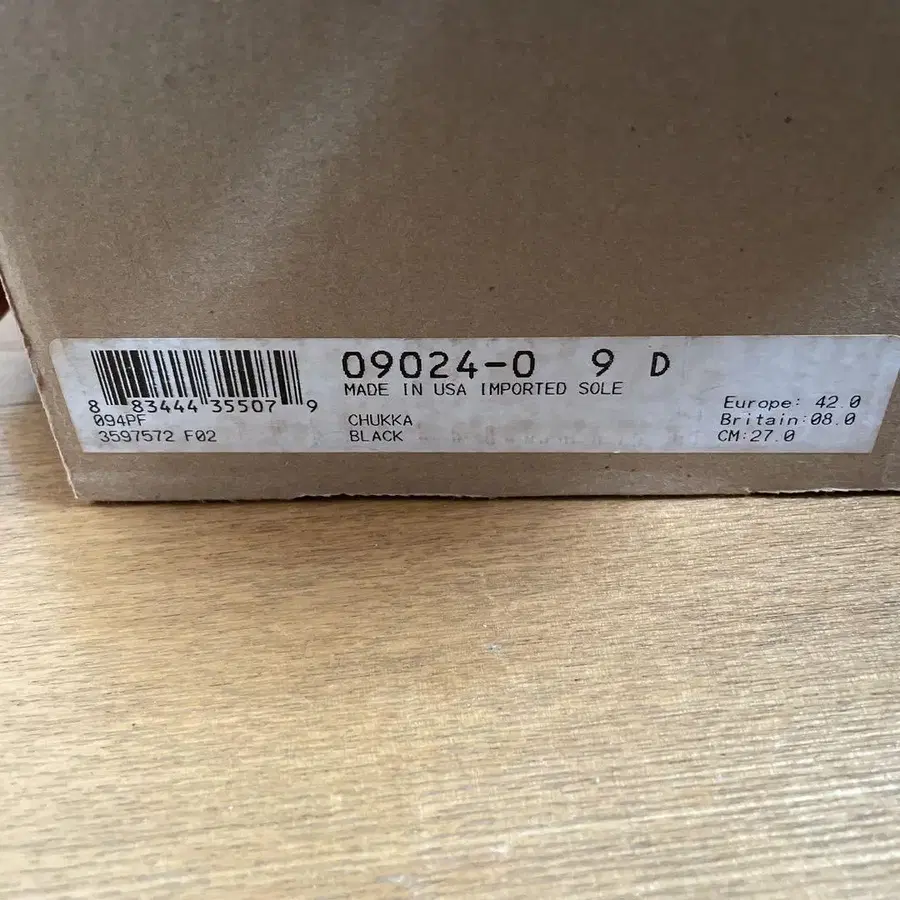 09024-0 9 D
MADE IN USA IMPORTED SOLE
8 83444 35507 9
094PF
3597572 F02
CHUKKA
BLACK
Europe: 42.0
Britain:08.0
CM:27.0